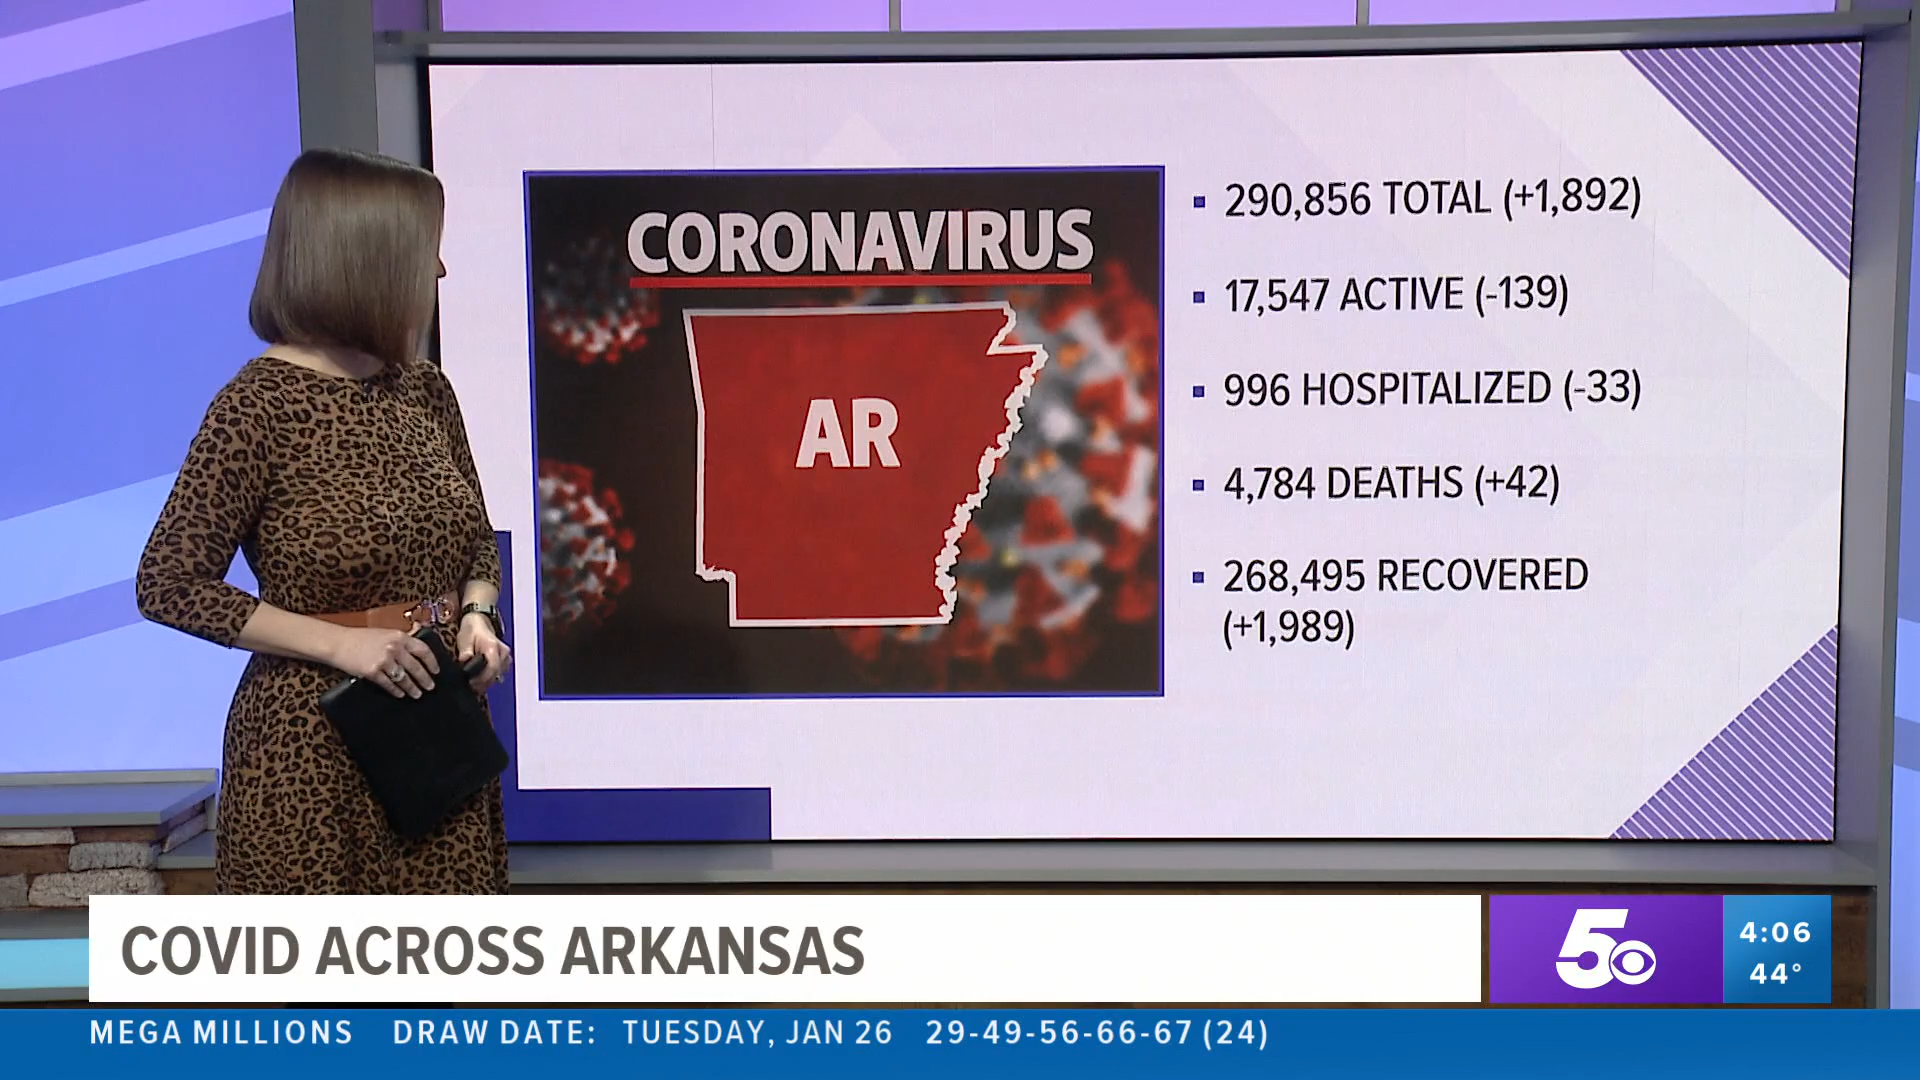 CORONAVIRUS
AR
290,856 TOTAL (+1,892)
17,547 ACTIVE (-139)
996 HOSPITALIZED (-33)
4,784 DEATHS (+42)
268,495 RECOVERED
(+1,989)
COVID ACROSS ARKANSAS
5
4:06
44°
MEGA MILLIONS DRAW DATE: TUESDAY, JAN 26 29-49-56-66-67 (24)